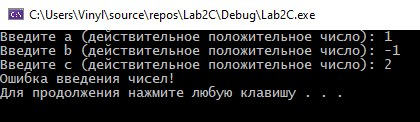 C:\Users\Vinyl\source\repos\Lab2C\Debug\Lab2C.exe
Введите a (действительное положительное число): 1
Введите b (действительное положительное число): -1
Введите c (действительное положительное число): 2
Ошибка введения чисел!
Для продолжения нажмите любую клавишу . . .